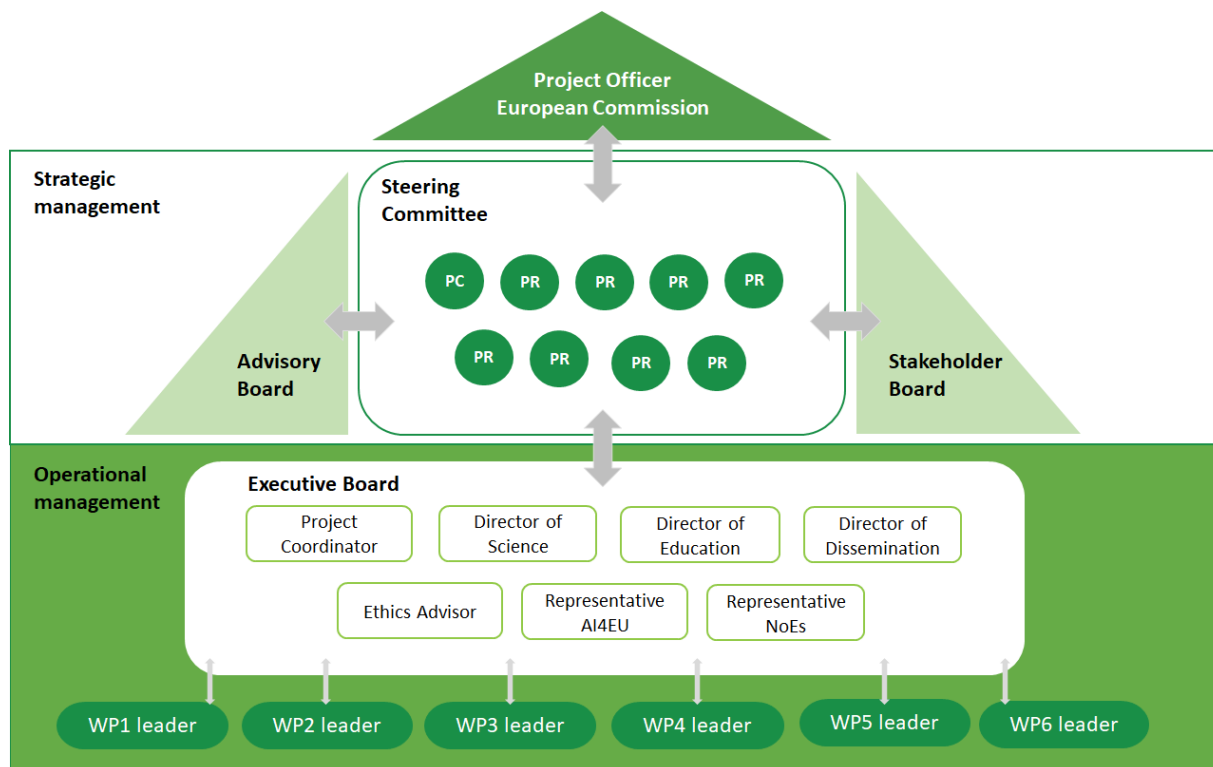 Project Officer
European Commission
Strategic
management
Steering
Committee
PC
PR
PR
PR
PR
PR
PR
PR
PR
Advisory
Board
Stakeholder
Board
Operational
management
Executive Board
Project
Coordinator
Director of
Science
Director of
Education
Director of
Dissemination
Ethics Advisor
Representative
AI4EU
Representative
NoEs
WP1 leader
WP2 leader
WP3 leader
WP4 leader
WP5 leader
WP6 leader